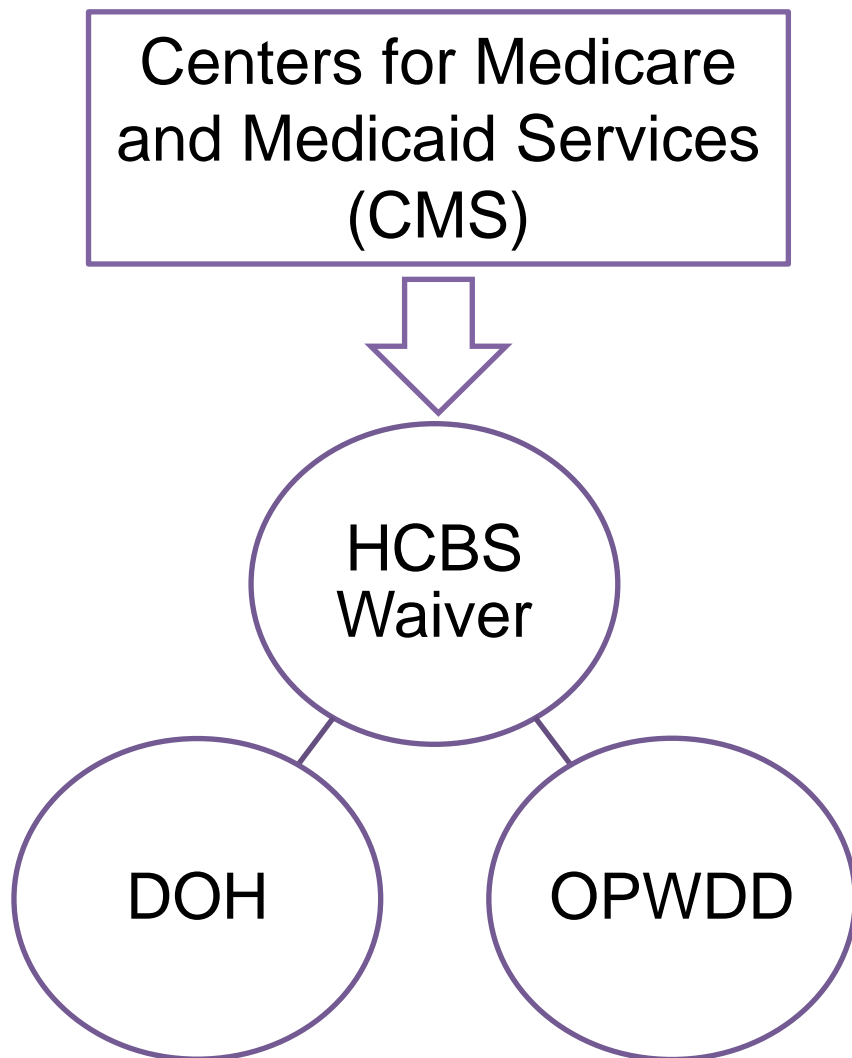 Centers for Medicare
and Medicaid Services
(CMS)
HCBS
Waiver
DOH
OPWDD